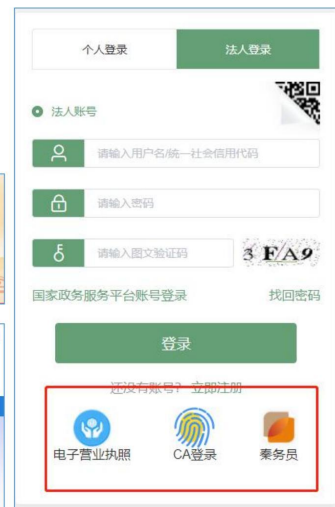 个人登录 法人登录
法人账号
请输入用户名/统一社会信用代码
请输入密码
请输入图文验证码 3FA9
国家政务服务平台账号登录 找回密码
登录
还没有账号? 立即注册
电子营业执照 CA登录 秦务员